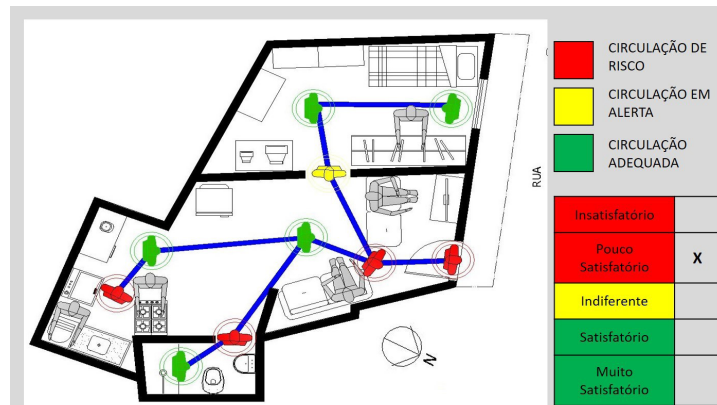 CIRCULAÇÃO DE
RISCO
CIRCULAÇÃO EM
ALERTA
CIRCULAÇÃO
ADEQUADA
RUA
Insatisfatório
Pouco
Satisfatório
X
Indiferente
Satisfatório
Muito
Satisfatório
N